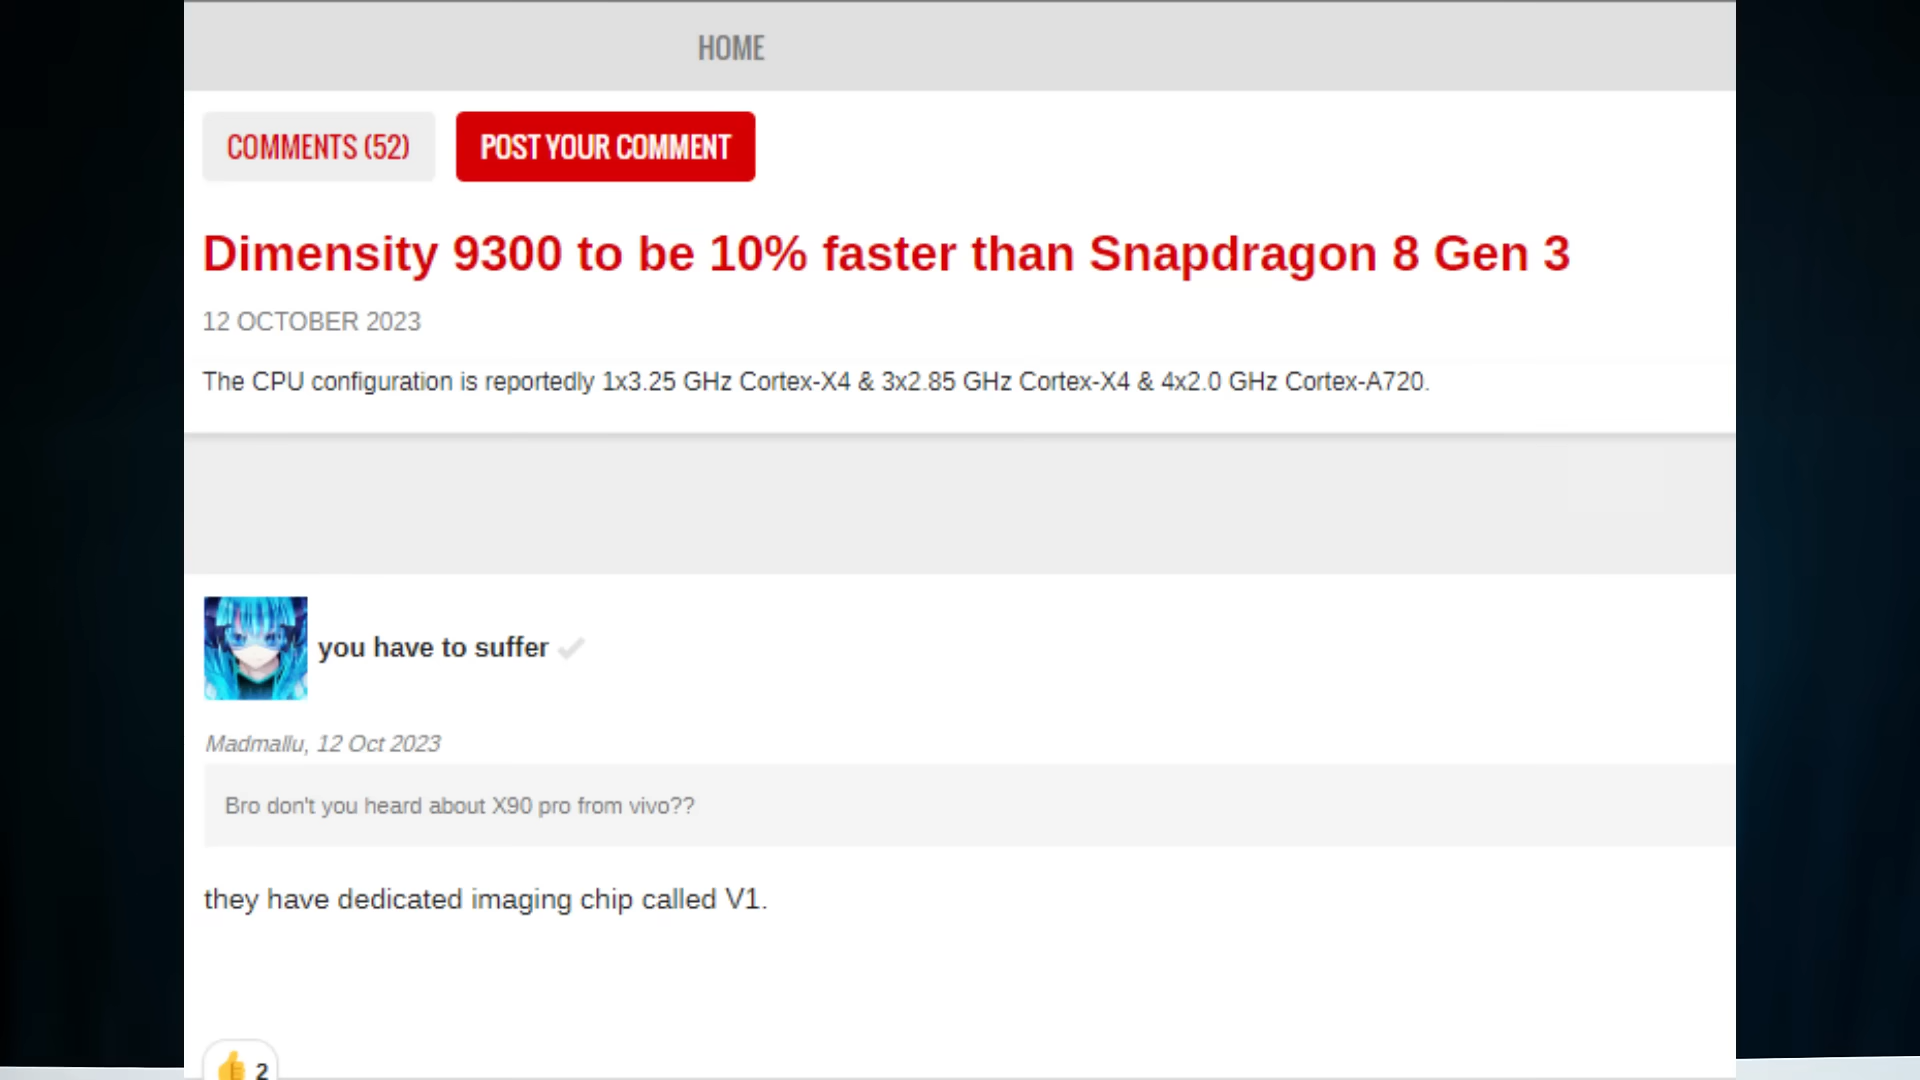 HOME
COMMENTS (52)
POST YOUR COMMENT
Dimensity 9300 to be 10% faster than Snapdragon 8 Gen 3
12 OCTOBER 2023
The CPU configuration is reportedly 1x3.25 GHz Cortex-X4 & 3x2.85 GHz Cortex-X4 & 4x2.0 GHz Cortex-A720.
you have to suffer
Madmallu, 12 Oct 2023
Bro don't you heard about X90 pro from vivo??
they have dedicated imaging chip called V1.
2